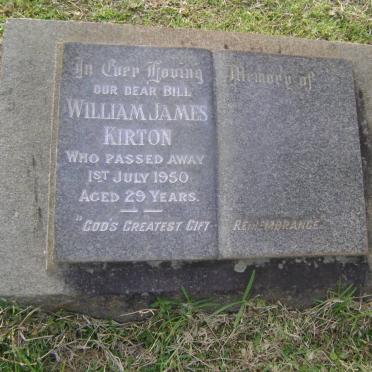 In Ever Loving Memory of
OUR DEAR BILL
WILLIAM JAMES
KIRTON
WHO PASSED AWAY
1ST JULY 1950
AGED 29 YEARS.
"GOD'S GREATEST GIFT REMEMBRANCE"